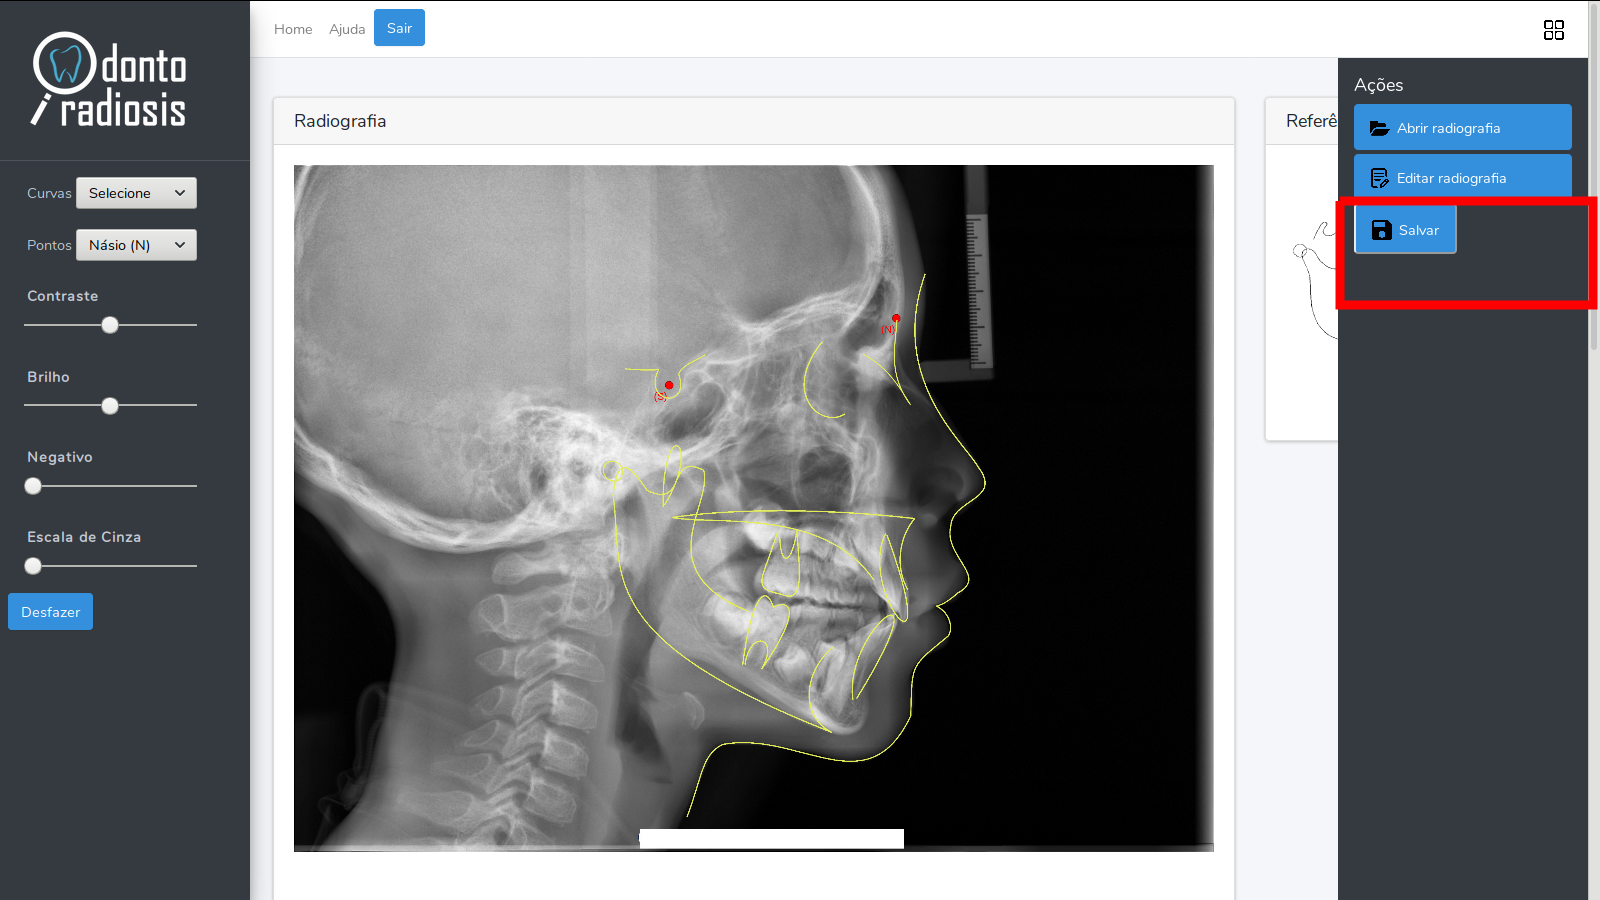 Odonto
radiosis
Home Ajuda Sair
Curvas Selecione
Pontos Násio (N)
Contraste
Brilho
Negativo
Escala de Cinza
Desfazer
Radiografia
(N)
(S)
Referê
Ações
Abrir radiografia
Editar radiografia
Salvar